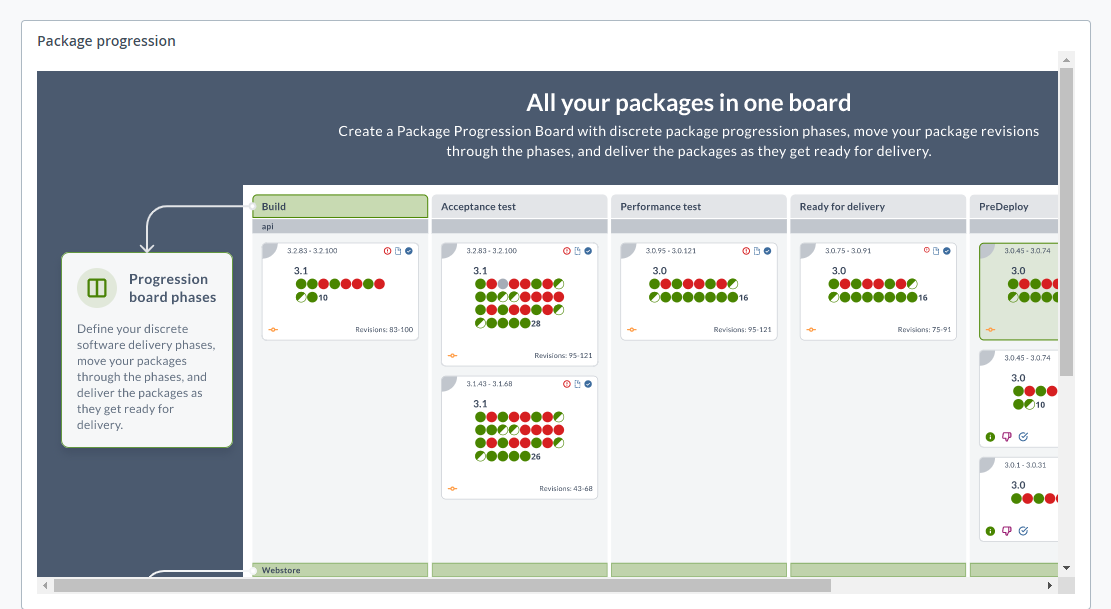 Package progression
All your packages in one board
Create a Package Progression Board with discrete package progression phases, move your package revisions
through the phases, and deliver the packages as they get ready for delivery.
Build
Acceptance test
Performance test
Ready for delivery
PreDeploy
api
3.2.83 - 3.2.100
3.1
10
Revisions: 83-100
3.2.83 - 3.2.100
3.1
28
Revisions: 95-121
3.1.43 - 3.1.68
3.1
26
Revisions: 43-68
3.0.95 - 3.0.121
3.0
16
Revisions: 95-121
3.0.75 - 3.0.91
3.0
16
Revisions: 75-91
3.0.45 - 3.0.74
3.0
3.0.45 - 3.0.74
3.0
10
3.0.1 - 3.0.31
3.0
Progression
board phases
Define your discrete
software delivery phases,
move your packages
through the phases, and
deliver the packages as
they get ready for
delivery.
Webstore